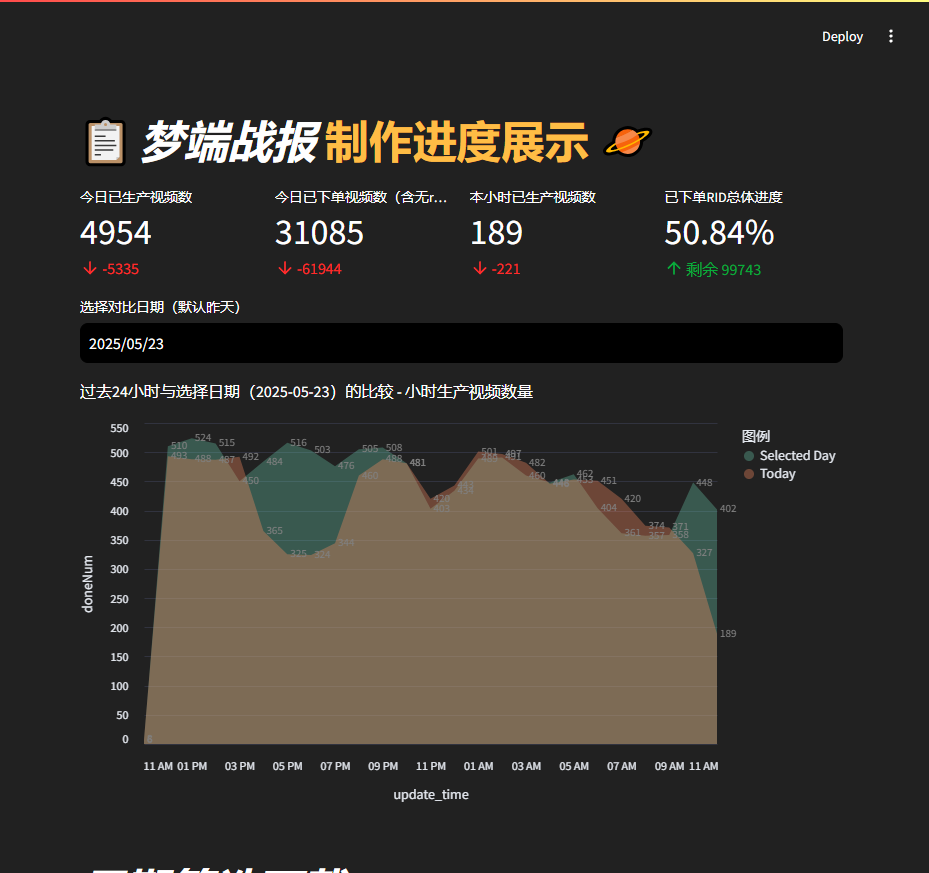 Deploy
梦端战报 制作进度展示
今日已生产视频数
4954
-5335
今日已下单视频数（含无r...
31085
-61944
本小时已生产视频数
189
-221
已下单RID总体进度
50.84%
剩余 99743
选择对比日期（默认昨天）
2025/05/23
过去24小时与选择日期（2025-05-23）的比较 - 小时生产视频数量
图例
Selected Day
Today
doneNum
550
500
450
400
350
300
250
200
150
100
50
0
510 524 515 492 484 516 503 476 505 508 481 501 497 482 462 451 420 374 371 448 402
493 488 487 450 365 325 324 344 460 488 420 403 434 489 491 460 448 453 404 361 357 358 327 189
6
11 AM 01 PM 03 PM 05 PM 07 PM 09 PM 11 PM 01 AM 03 AM 05 AM 07 AM 09 AM 11 AM
update_time